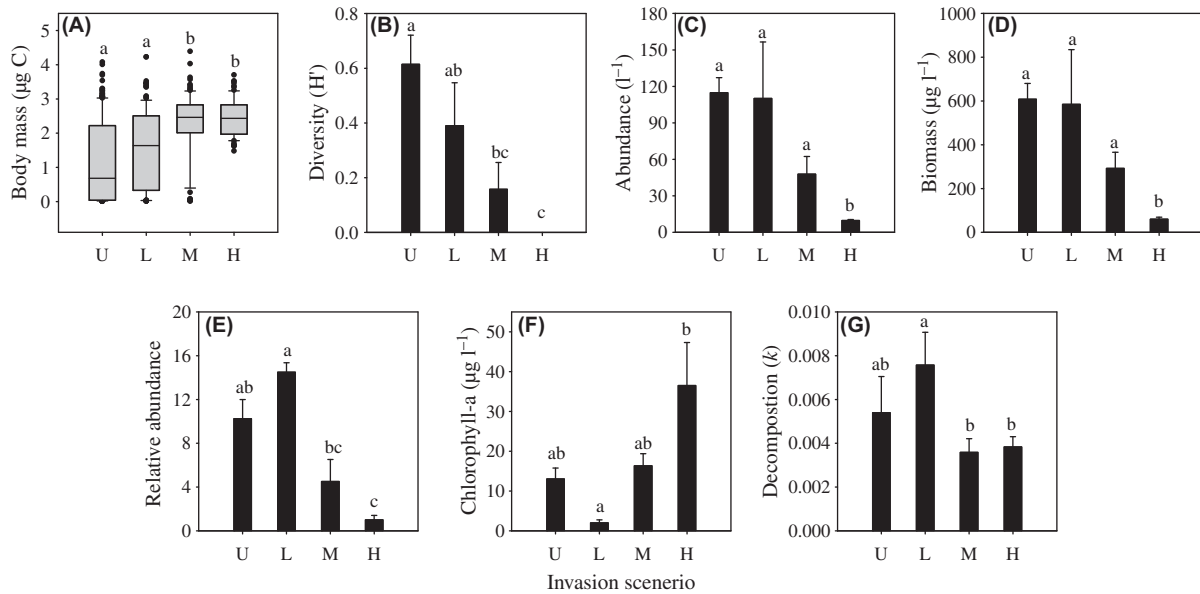 (A)
a a b b
Body mass (µg C)
5
4
3
2
1
0
U L M H
(B)
a
ab
bc
c
Diversity (H')
0.8
0.6
0.4
0.2
0.0
U L M H
(C)
a
a
a
b
Abundance (l⁻¹)
180
150
120
90
60
30
0
U L M H
(D)
a
a
a
b
Biomass (µg l⁻¹)
1000
800
600
400
200
0
U L M H
(E)
ab
a
bc
c
Relative abundance
20
16
12
8
4
0
U L M H
(F)
ab
a
ab
b
Chlorophyll-a (µg l⁻¹)
50
40
30
20
10
0
U L M H
(G)
ab
a
b
b
Decompostion (k)
0.010
0.008
0.006
0.004
0.002
0.000
U L M H
Invasion scenerio